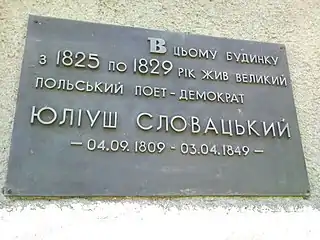 В ЦЬОМУ БУДИНКУ
З 1825 ПО 1829 РІК ЖИВ ВЕЛИКИЙ
ПОЛЬСЬКИЙ ПОЕТ-ДЕМОКРАТ
ЮЛІУШ СЛОВАЦЬКИЙ
— 04.09. 1809 - 03.04. 1849 —